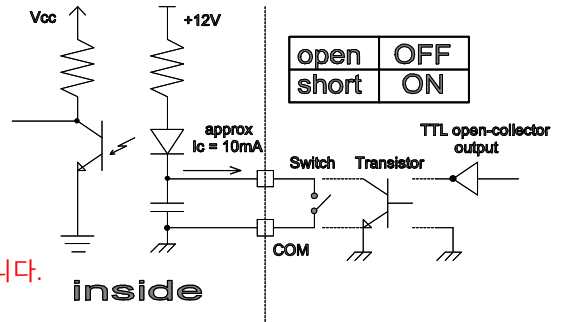 Vcc
+12V
open OFF
short ON
approx
Ic = 10mA
TTL open-collector
output
Switch
Transistor
COM
니다.
inside